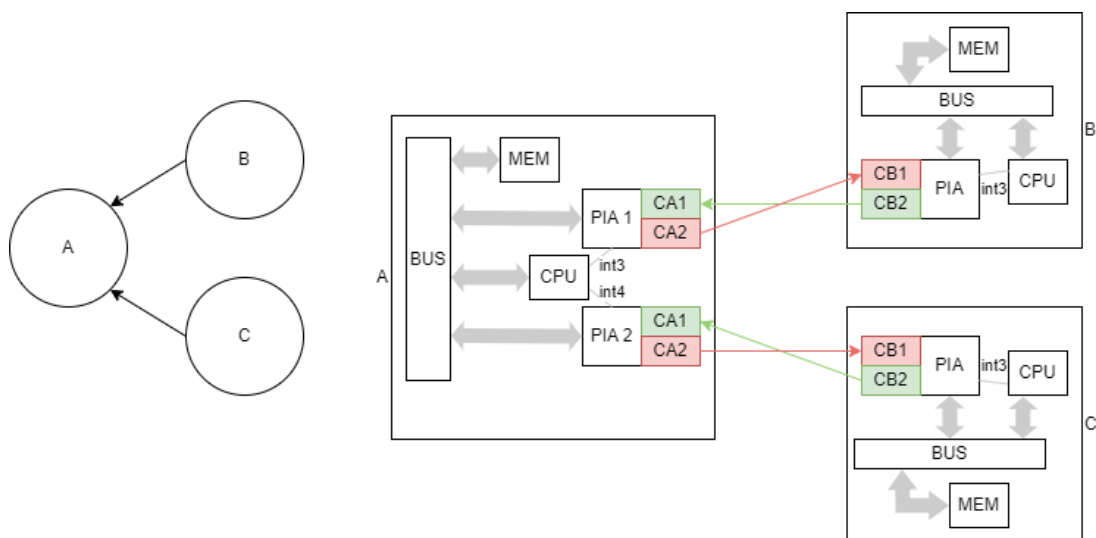 B
A
C
A
BUS
MEM
PIA 1
CA1
CA2
CPU
int3
int4
PIA 2
CA1
CA2
MEM
BUS
B
CB1
CB2
PIA
int3
CPU
CB1
CB2
PIA
int3
CPU
C
BUS
MEM